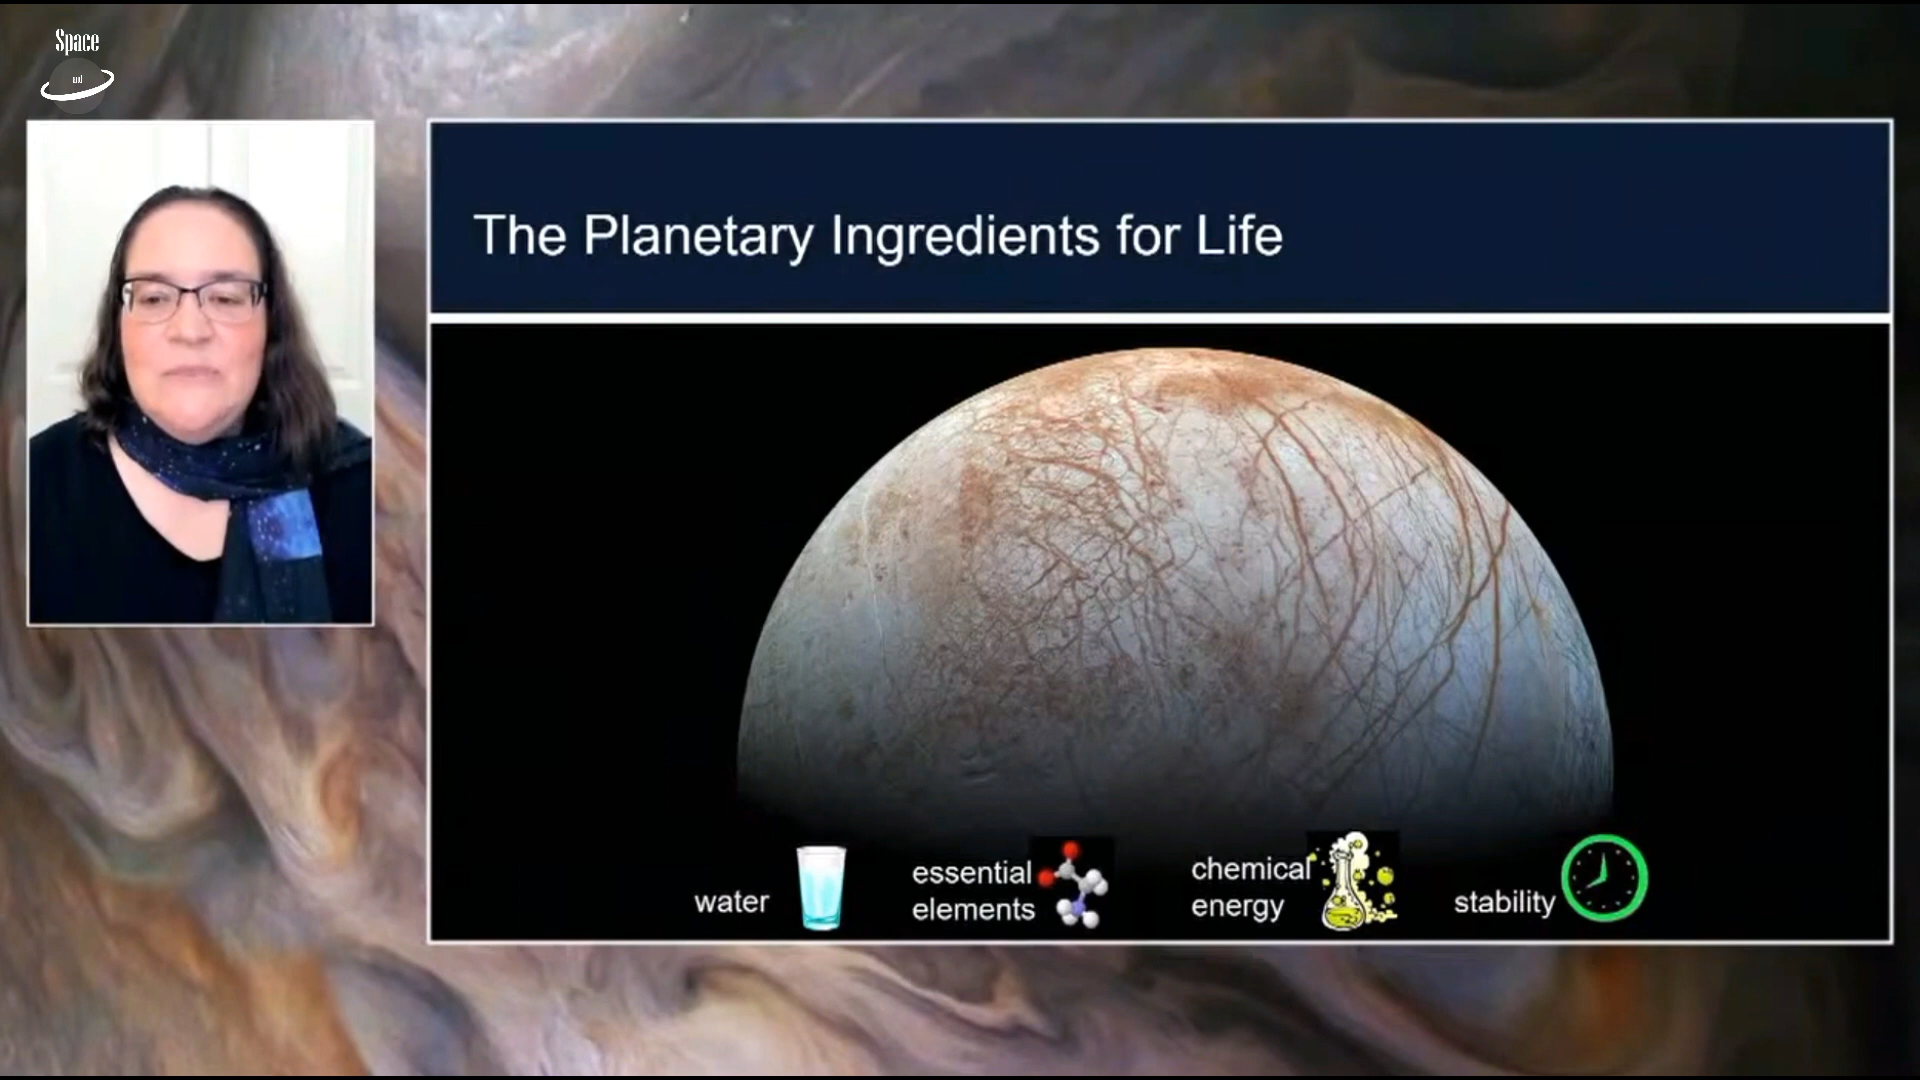 Space
The Planetary Ingredients for Life
water
essential
elements
chemical
energy
stability